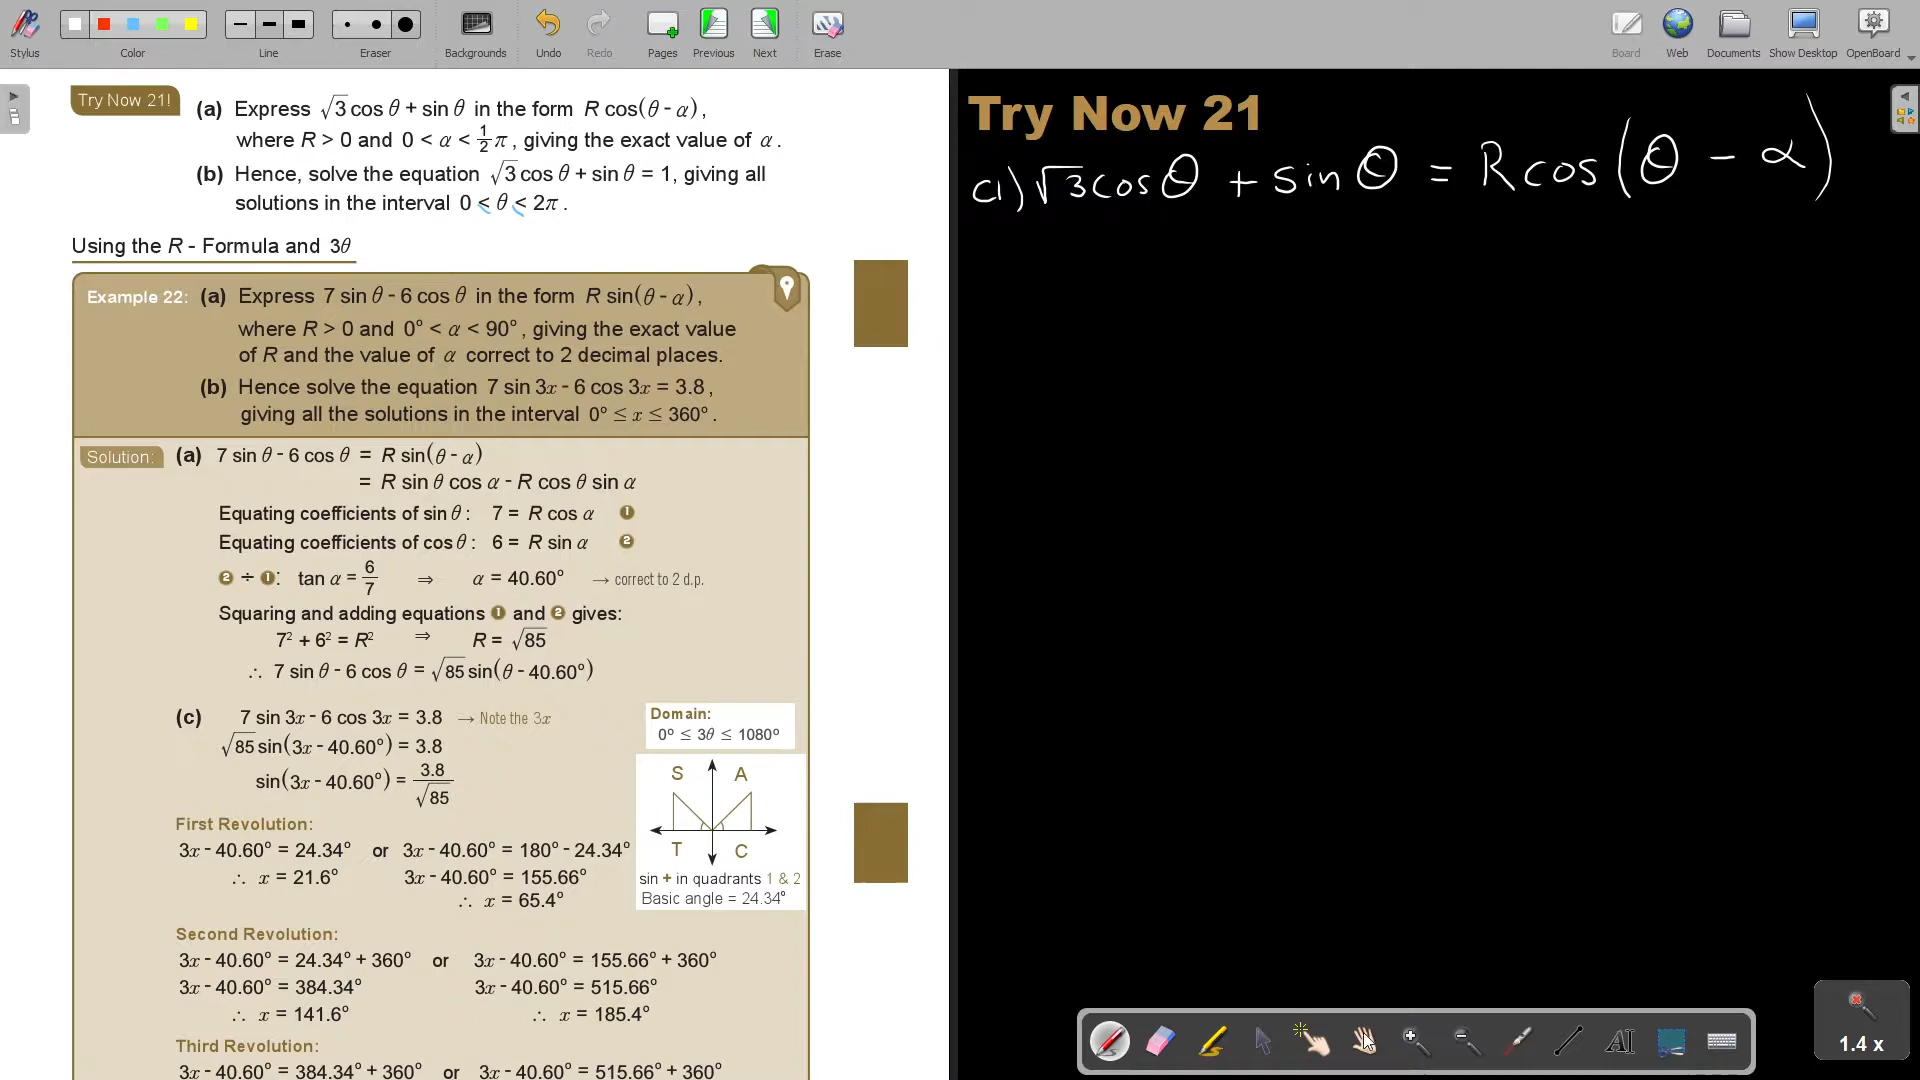 Stylus Color Line Eraser Backgrounds Undo Redo Pages Previous Next Erase Board Web Documents Show Desktop OpenBoard
Try Now 21!
(a) Express √3 cos θ + sin θ in the form R cos(θ - α),
where R > 0 and 0 < α < 1/2 π, giving the exact value of α.
(b) Hence, solve the equation √3 cos θ + sin θ = 1, giving all
solutions in the interval 0 < θ < 2π.
Using the R - Formula and 3θ
Example 22: (a) Express 7 sin θ - 6 cos θ in the form R sin(θ - α),
where R > 0 and 0° < α < 90°, giving the exact value
of R and the value of α correct to 2 decimal places.
(b) Hence solve the equation 7 sin 3x - 6 cos 3x = 3.8,
giving all the solutions in the interval 0° ≤ x ≤ 360°.
Solution: (a) 7 sin θ - 6 cos θ = R sin(θ - α)
= R sin θ cos α - R cos θ sin α
Equating coefficients of sin θ: 7 = R cos α 1
Equating coefficients of cos θ: 6 = R sin α 2
2 ÷ 1: tan α = 6/7 ⇒ α = 40.60° → correct to 2 d.p.
Squaring and adding equations 1 and 2 gives:
7² + 6² = R² ⇒ R = √85
∴ 7 sin θ - 6 cos θ = √85 sin(θ - 40.60°)
(c) 7 sin 3x - 6 cos 3x = 3.8 → Note the 3x
√85 sin(3x - 40.60°) = 3.8
sin(3x - 40.60°) = 3.8/√85
Domain:
0° ≤ 3θ ≤ 1080°
S A
T C
sin + in quadrants 1 & 2
Basic angle = 24.34°
First Revolution:
3x - 40.60° = 24.34° or 3x - 40.60° = 180° - 24.34°
∴ x = 21.6° 3x - 40.60° = 155.66°
∴ x = 65.4°
Second Revolution:
3x - 40.60° = 24.34° + 360° or 3x - 40.60° = 155.66° + 360°
3x - 40.60° = 384.34° 3x - 40.60° = 515.66°
∴ x = 141.6° ∴ x = 185.4°
Third Revolution:
3x - 40.60° = 384.34° + 360° or 3x - 40.60° = 515.66° + 360°
Try Now 21
a) √3 cos θ + sin θ = R cos(θ - α)
AI
1.4 x